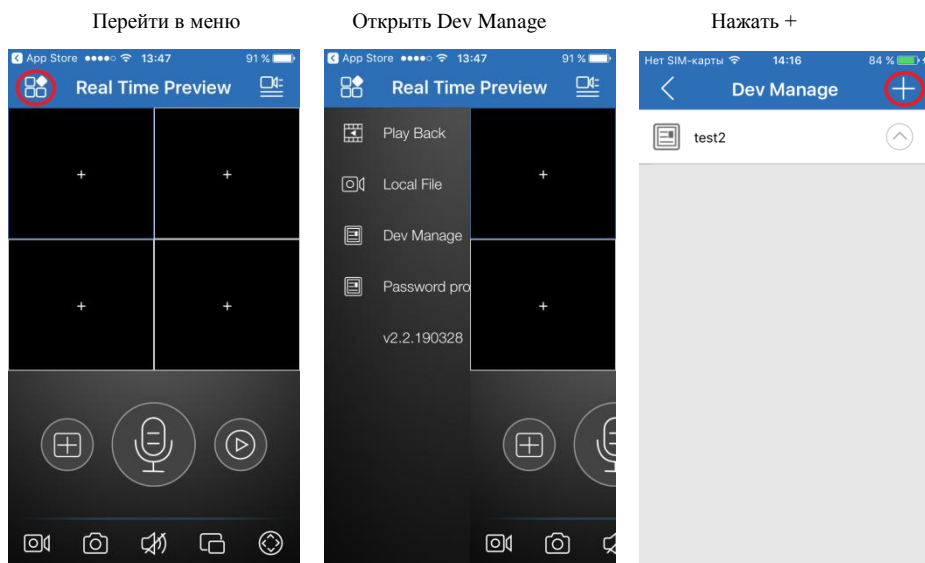 Перейти в меню
Открыть Dev Manage
Нажать +
App Store 13:47 91 %
Real Time Preview
+ +
+ +
App Store 13:47 91 %
Real Time Preview
Play Back
Local File
Dev Manage
Password pro
v2.2.190328
+
+
Нет SIM-карты 14:16 84 %
Dev Manage
test2